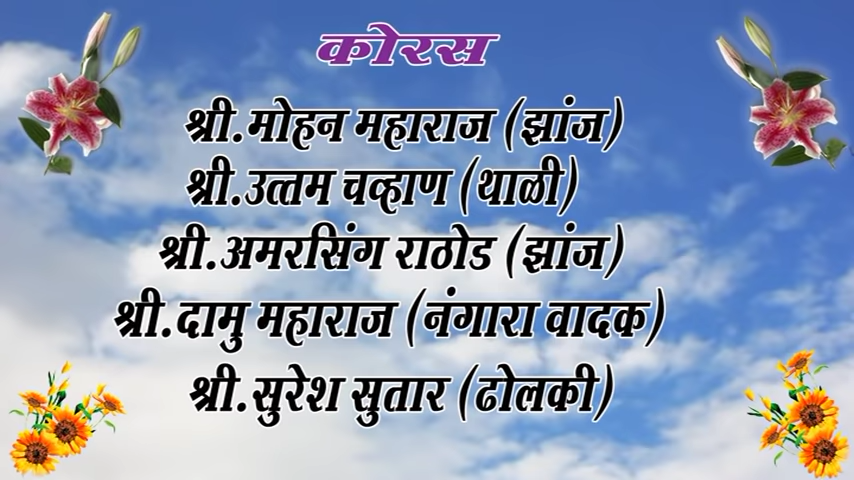 कोरस
श्री.मोहन महाराज (झांज)
श्री.उत्तम चव्हाण (थाळी)
श्री.अमरसिंग राठोड (झांज)
श्री.दामु महाराज (नंगारा वादक)
श्री.सुरेश सुतार (ढोलकी)